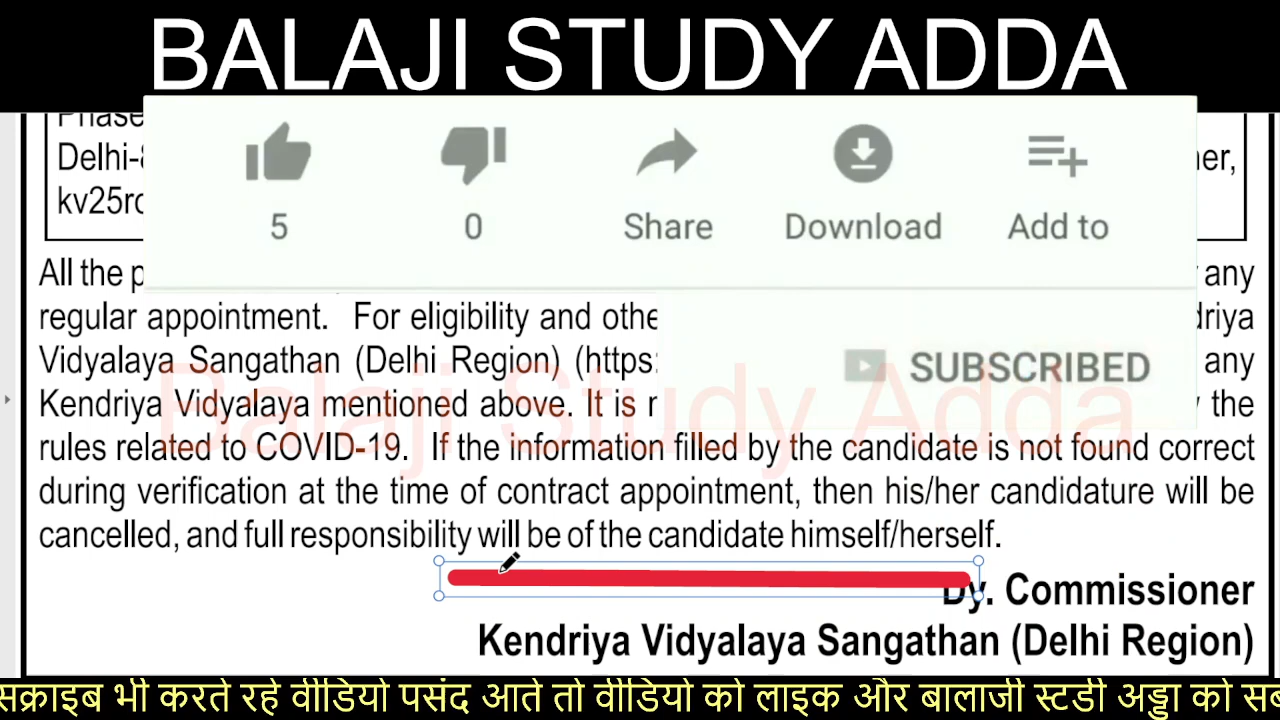 BALAJI STUDY ADDA
Phase
Delhi-8 er,
kv25ro
5 0 Share Download Add to
All the p any
regular appointment. For eligibility and othe driya
SUBSCRIBED
Vidyalaya Sangathan (Delhi Region) (https: any
Kendriya Vidyalaya mentioned above. It is the
Balaji Study Adda
rules related to COVID-19. If the information filled by the candidate is not found correct
during verification at the time of contract appointment, then his/her candidature will be
cancelled, and full responsibility will be of the candidate himself/herself.
Dy. Commissioner
Kendriya Vidyalaya Sangathan (Delhi Region)
सक्राइब भी करते रहे वीडियो पसंद आते तो वीडियो को लाइक और बालाजी स्टडी अड्डा को सब